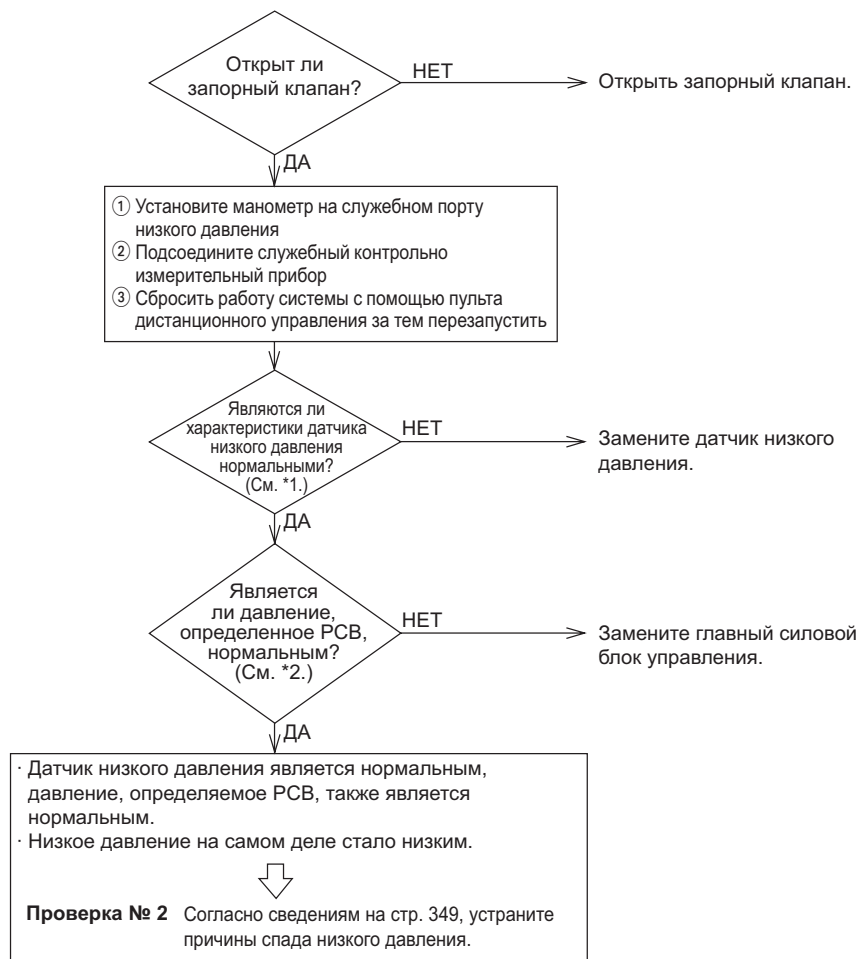 Открыт ли
запорный клапан?
НЕТ
Открыть запорный клапан.
ДА
① Установите манометр на служебном порту
низкого давления
② Подсоедините служебный контрольно
измерительный прибор
③ Сбросить работу системы с помощью пульта
дистанционного управления за тем перезапустить
Являются ли
характеристики датчика
низкого давления
нормальными?
(См. *1.)
НЕТ
Замените датчик низкого
давления.
ДА
Является
ли давление,
определенное PCB,
нормальным?
(См. *2.)
НЕТ
Замените главный силовой
блок управления.
ДА
· Датчик низкого давления является нормальным,
давление, определяемое PCB, также является
нормальным.
· Низкое давление на самом деле стало низким.
Проверка № 2 Согласно сведениям на стр. 349, устраните
причины спада низкого давления.